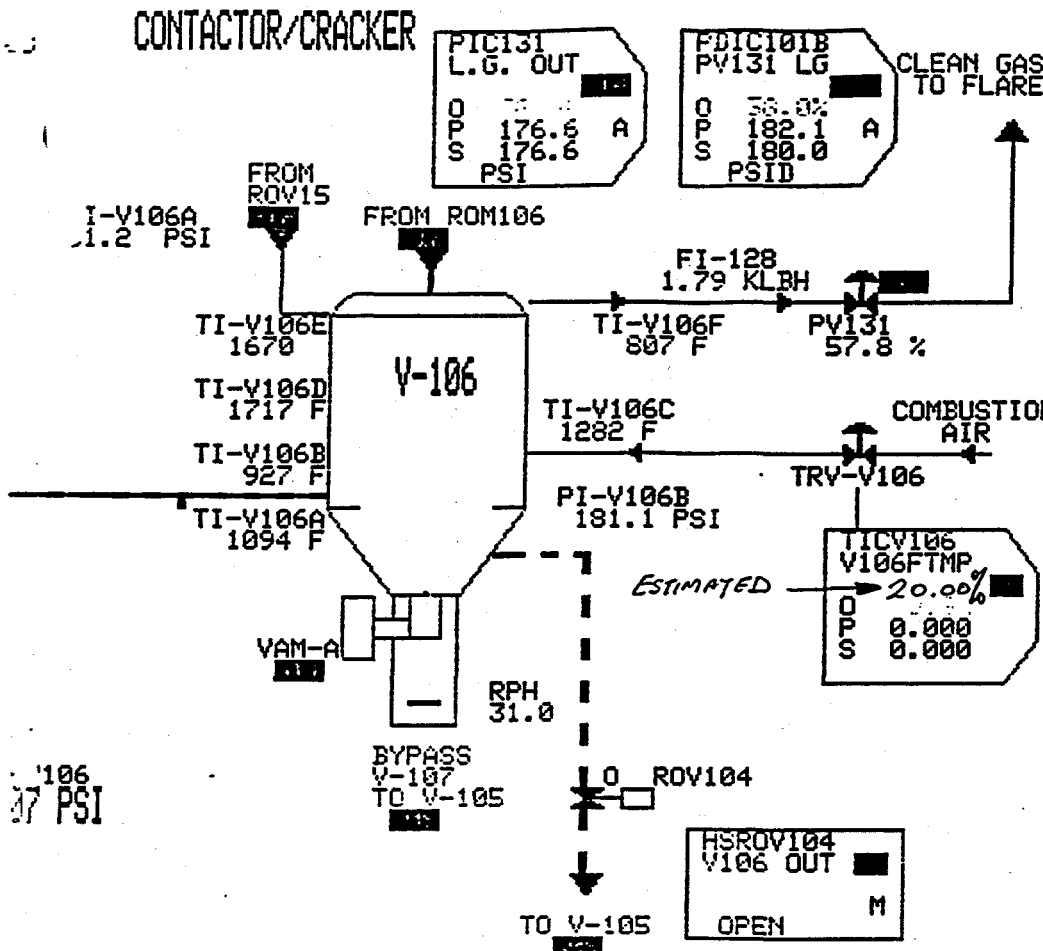 CONTACTOR/CRACKER
PIC131
L.G. OUT
O
P 176.6 A
S 176.6
PSI
PDIC101B
PV131 LG
O 58.0%
P 182.1 A
S 180.0
PSID
CLEAN GAS
TO FLARE
FROM
ROV15
FROM ROM106
I-V106A
1.2 PSI
FI-128
1.79 KLBH
TI-V106E
1670
TI-V106F
807 F
PV131
57.8 %
V-106
TI-V106D
1717 F
TI-V106C
1282 F
COMBUSTION
AIR
TI-V106B
927 F
TRV-V106
TI-V106A
1094 F
PI-V106B
181.1 PSI
TICV106
V106FTMP
ESTIMATED
20.00%
O
P 0.000
S 0.000
VAM-A
RPH
31.0
BYPASS
V-107
TO V-105
O ROV104
106
07 PSI
HSROV104
V106 OUT
M
OPEN
TO V-105